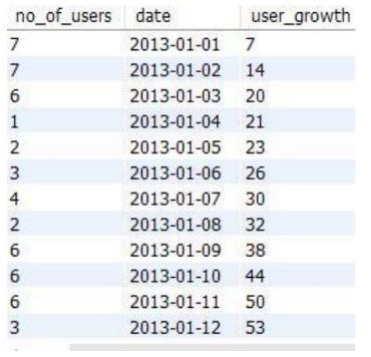 no_of_users date user_growth
7 2013-01-01 7
7 2013-01-02 14
6 2013-01-03 20
1 2013-01-04 21
2 2013-01-05 23
3 2013-01-06 26
4 2013-01-07 30
2 2013-01-08 32
6 2013-01-09 38
6 2013-01-10 44
6 2013-01-11 50
3 2013-01-12 53